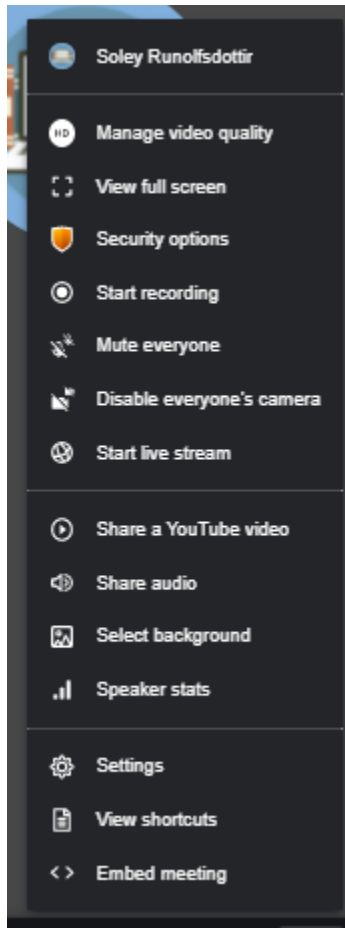 Soley Runolfsdottir
HD
Manage video quality
View full screen
Security options
Start recording
Mute everyone
Disable everyone's camera
Start live stream
Share a YouTube video
Share audio
Select background
Speaker stats
Settings
View shortcuts
Embed meeting